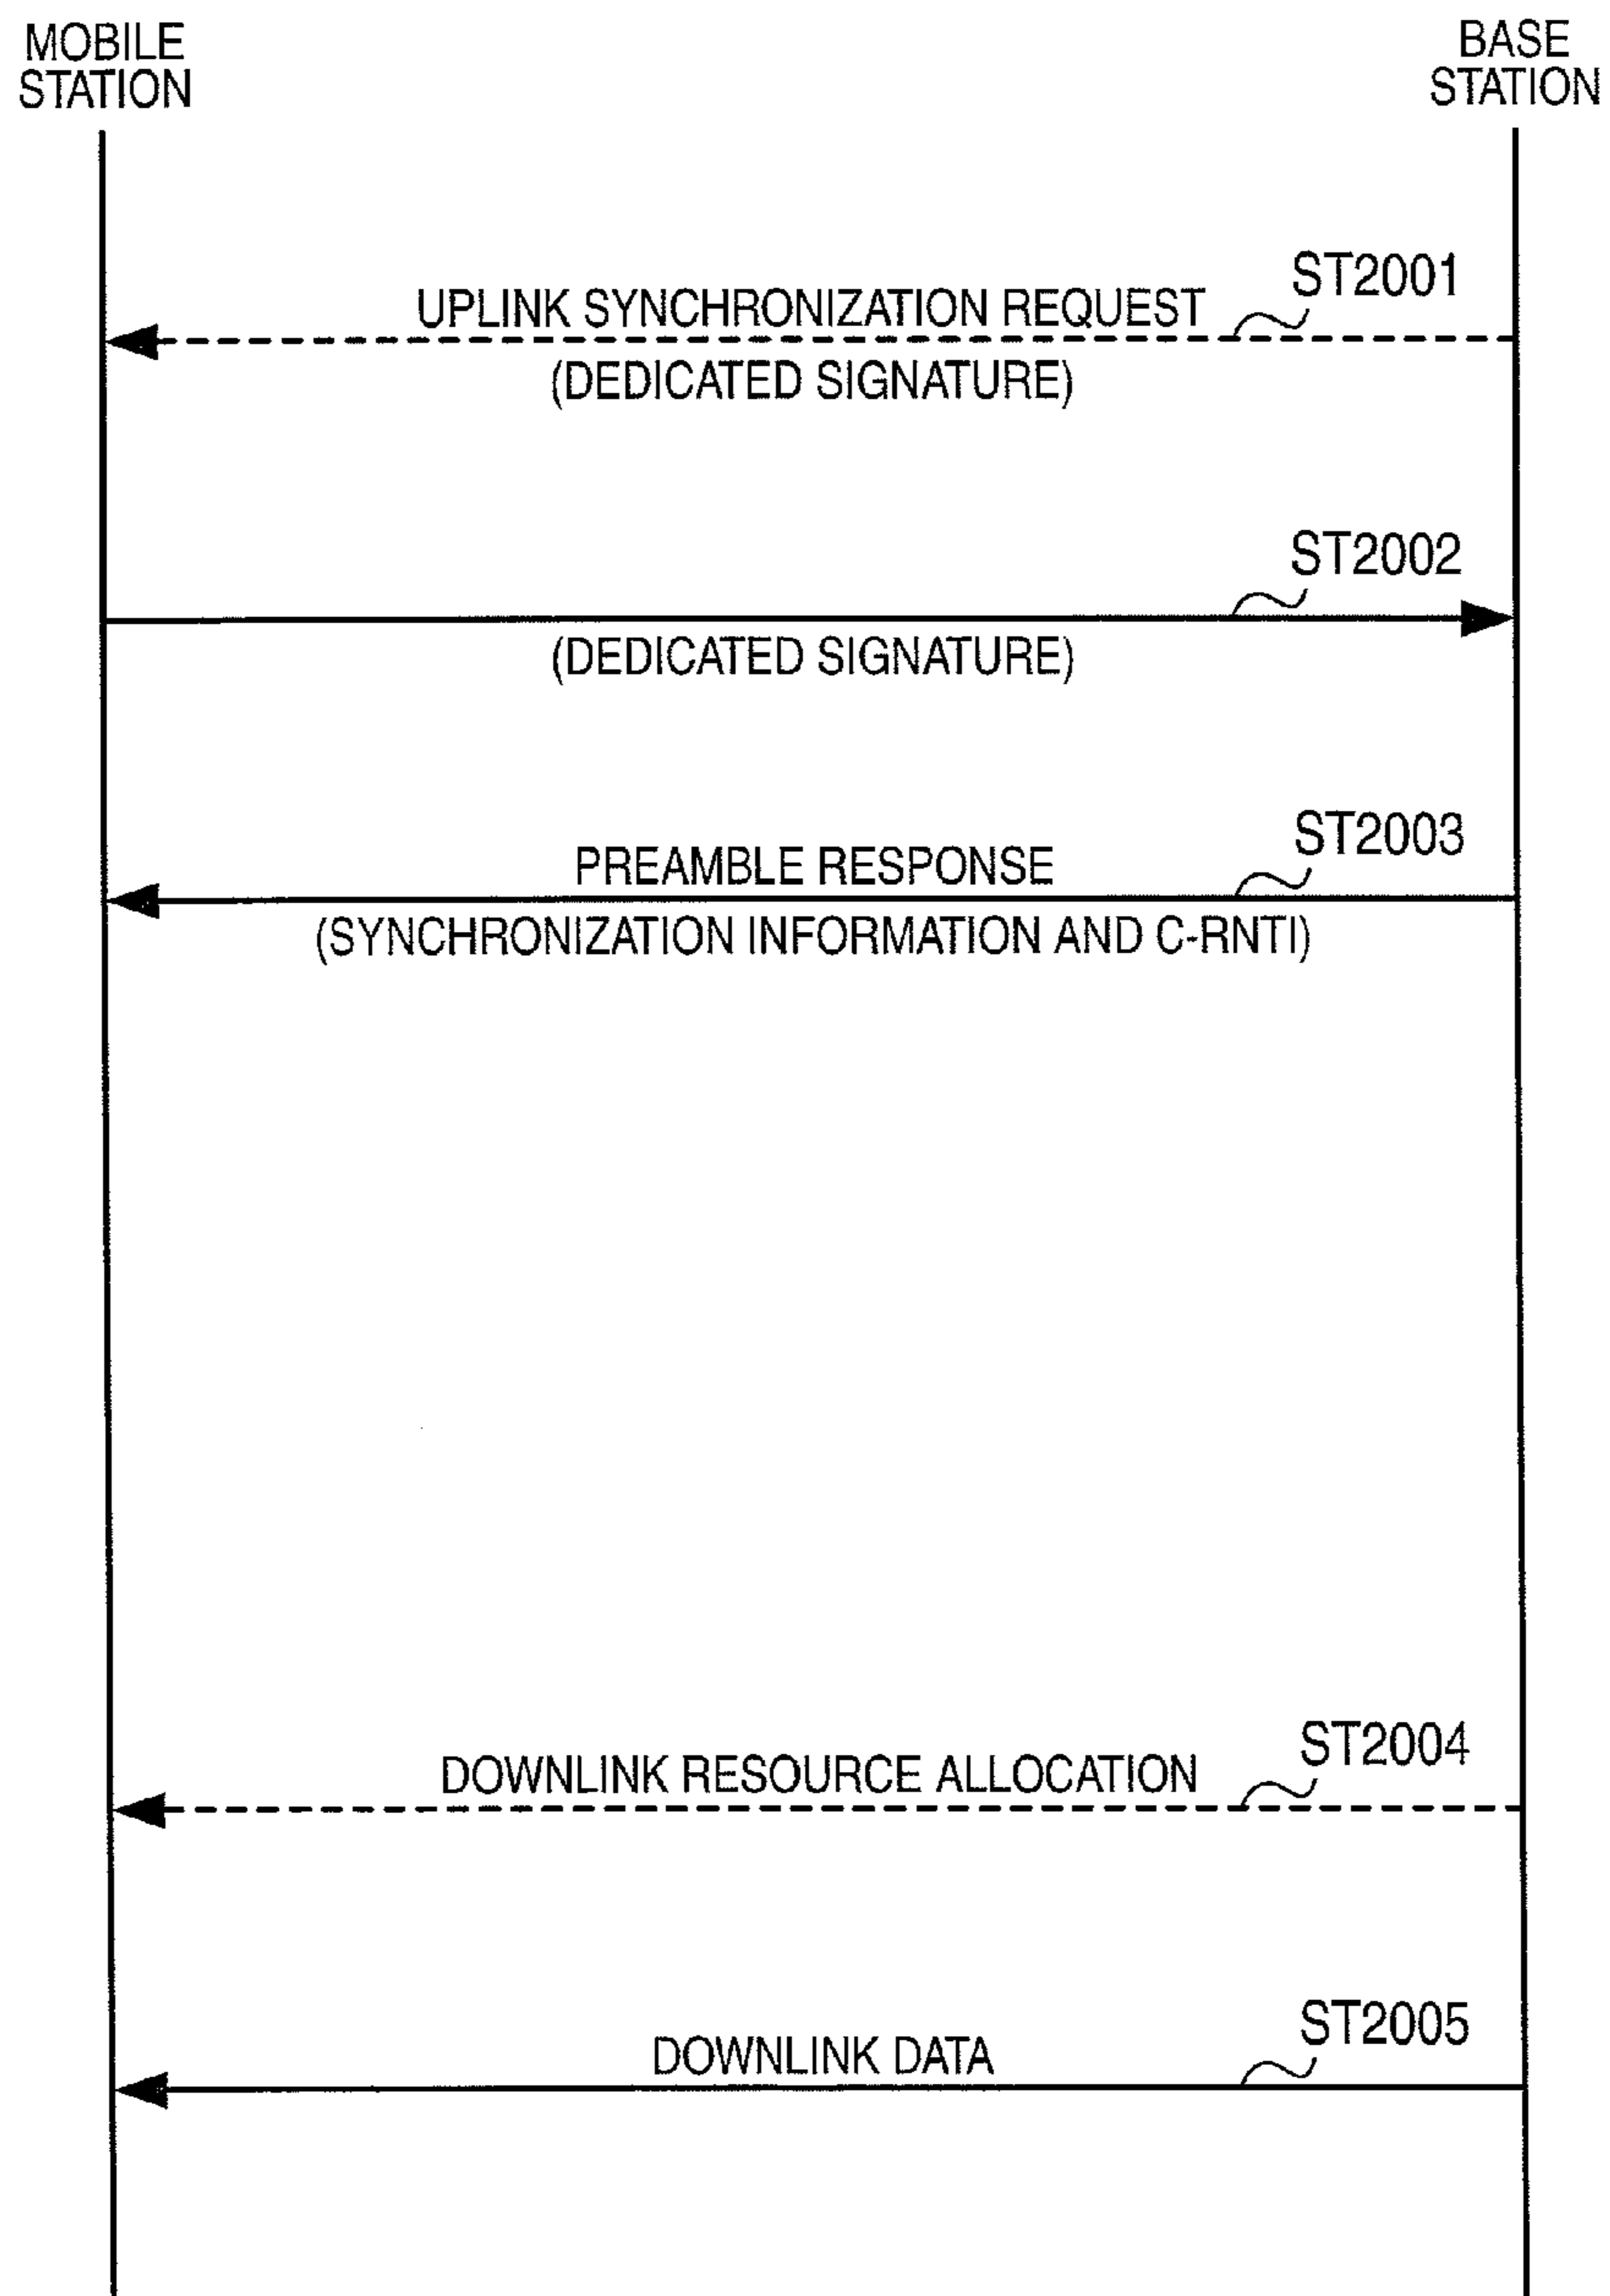 MOBILE
STATION
BASE
STATION
ST2001
UPLINK SYNCHRONIZATION REQUEST
(DEDICATED SIGNATURE)
ST2002
(DEDICATED SIGNATURE)
ST2003
PREAMBLE RESPONSE
(SYNCHRONIZATION INFORMATION AND C-RNTI)
ST2004
DOWNLINK RESOURCE ALLOCATION
ST2005
DOWNLINK DATA